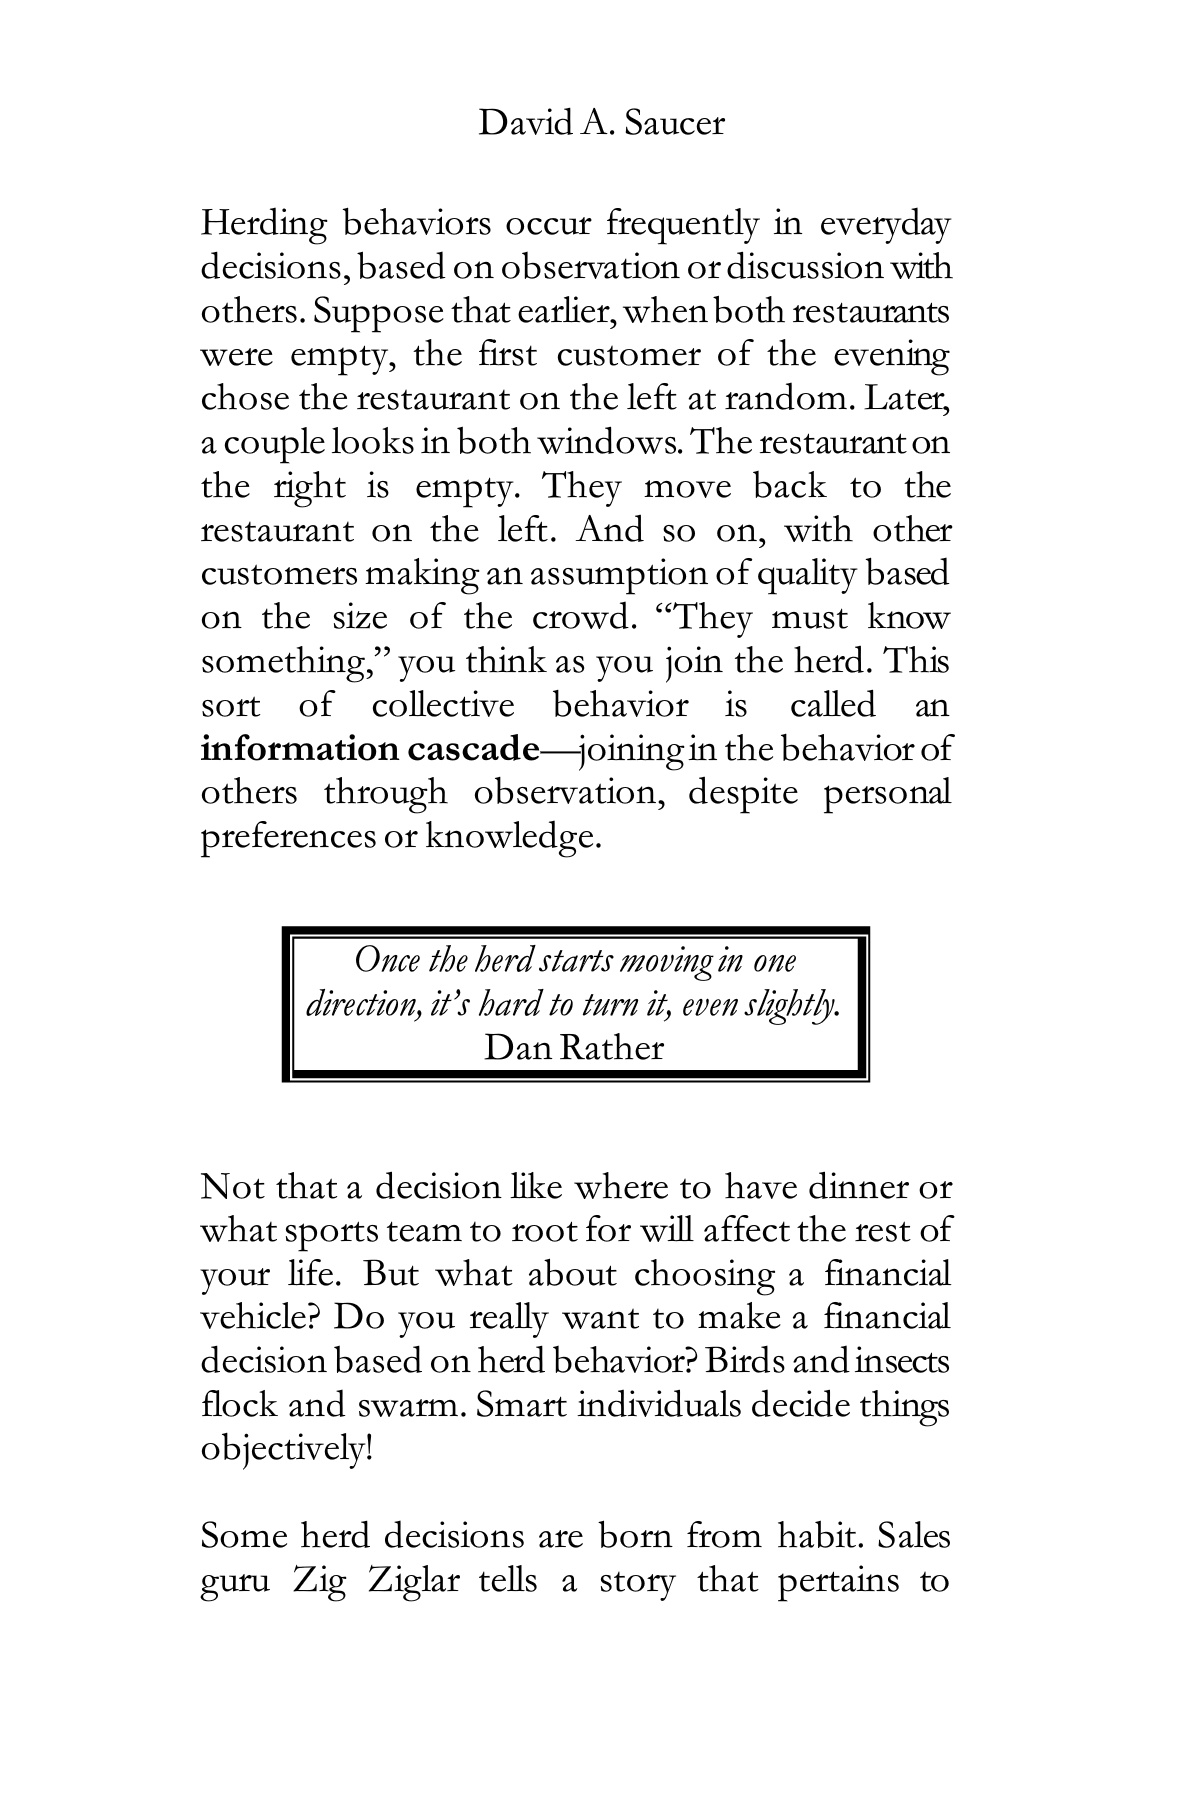 David A. Saucer
Herding behaviors occur frequently in everyday
decisions, based on observation or discussion with
others. Suppose that earlier, when both restaurants
were empty, the first customer of the evening
chose the restaurant on the left at random. Later,
a couple looks in both windows. The restaurant on
the right is empty. They move back to the
restaurant on the left. And so on, with other
customers making an assumption of quality based
on the size of the crowd. “They must know
something,” you think as you join the herd. This
sort of collective behavior is called an
information cascade—joining in the behavior of
others through observation, despite personal
preferences or knowledge.
Once the herd starts moving in one
direction, it’s hard to turn it, even slightly.
Dan Rather
Not that a decision like where to have dinner or
what sports team to root for will affect the rest of
your life. But what about choosing a financial
vehicle? Do you really want to make a financial
decision based on herd behavior? Birds and insects
flock and swarm. Smart individuals decide things
objectively!
Some herd decisions are born from habit. Sales
guru Zig Ziglar tells a story that pertains to